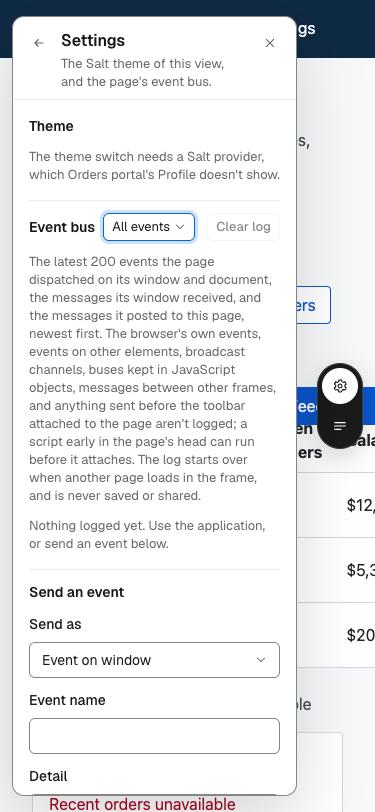 Settings
The Salt theme of this view,
and the page's event bus.
Theme
The theme switch needs a Salt provider,
which Orders portal's Profile doesn't show.
Event bus
All events
Clear log
The latest 200 events the page
dispatched on its window and document,
the messages its window received, and
the messages it posted to this page,
newest first. The browser's own events,
events on other elements, broadcast
channels, buses kept in JavaScript
objects, messages between other frames,
and anything sent before the toolbar
attached to the page aren't logged; a
script early in the page's head can run
before it attaches. The log starts over
when another page loads in the frame,
and is never saved or shared.
Nothing logged yet. Use the application,
or send an event below.
Send an event
Send as
Event on window
Event name
Detail
gs
s,
ers
ers
$12,
$5,3
$20
ole
Recent orders unavailable